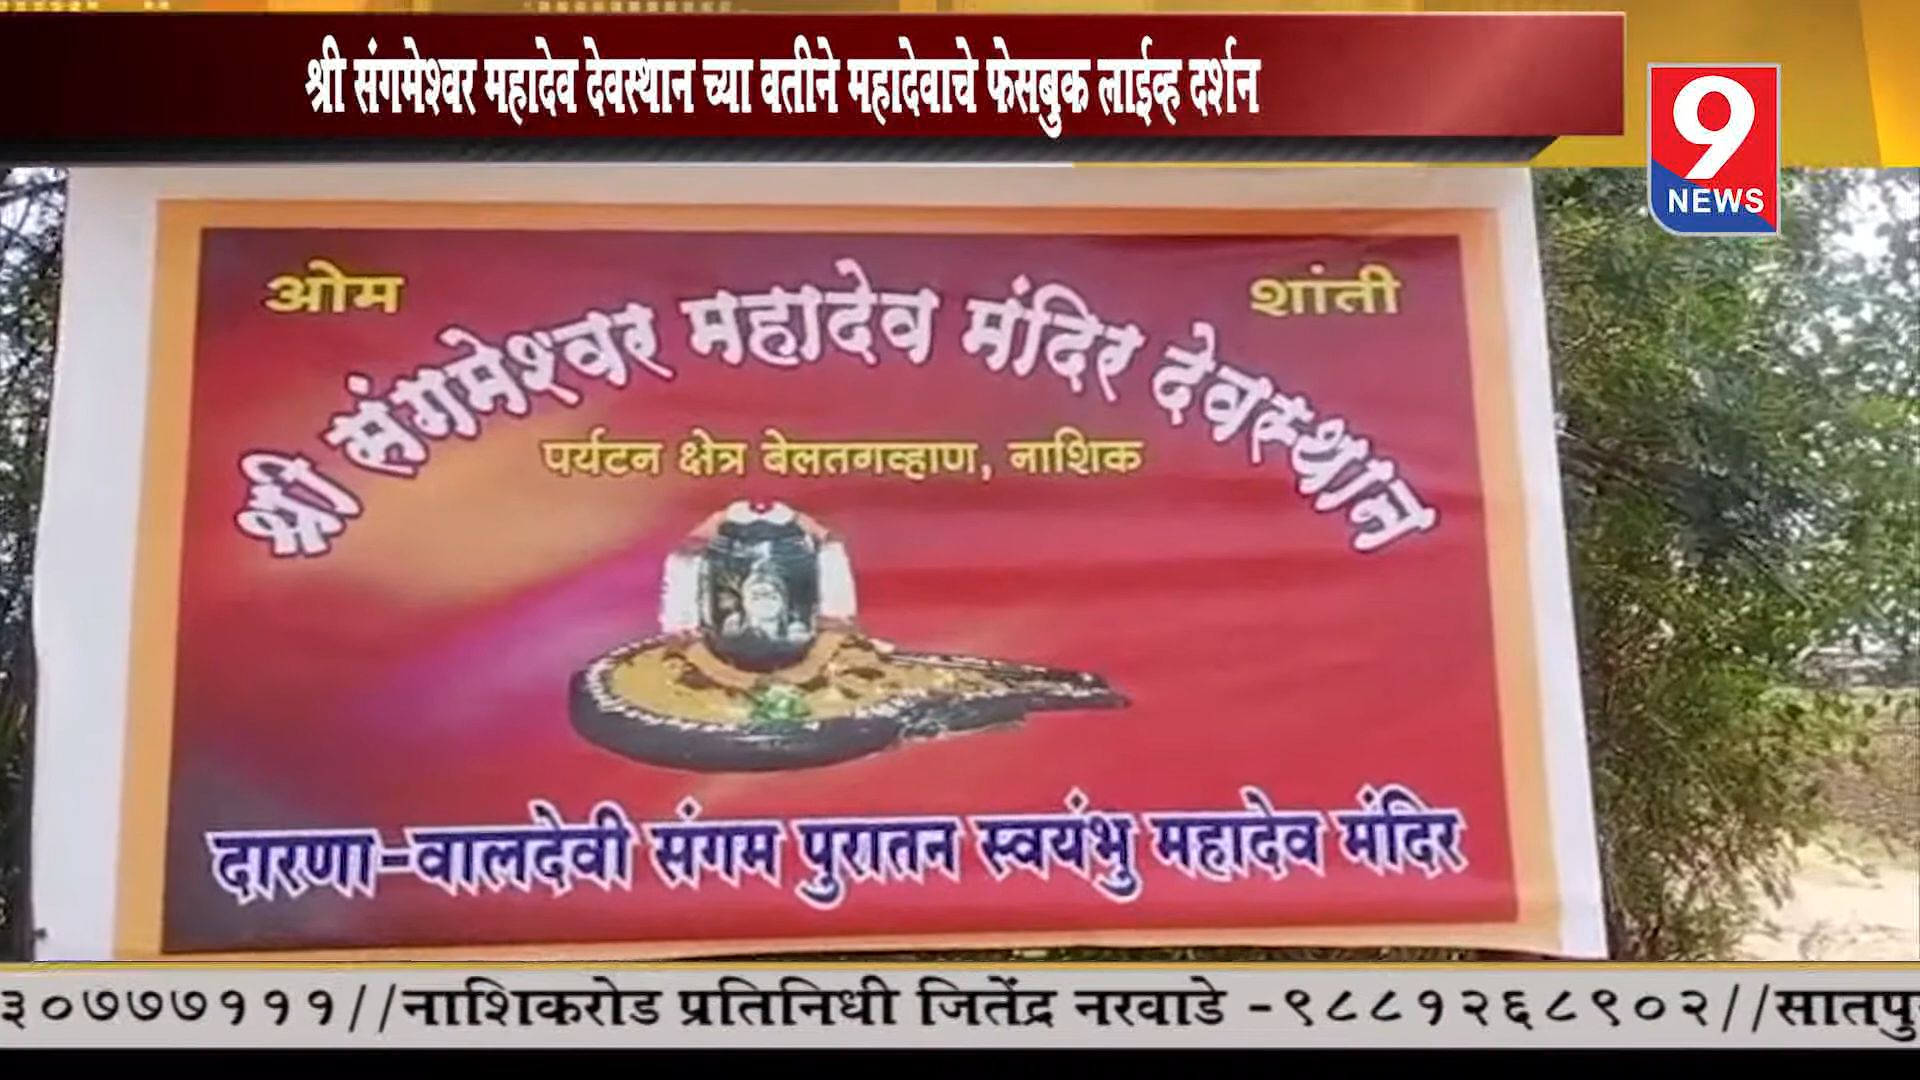 श्री संगमेश्वर महादेव देवस्थान च्या वतीने महादेवाचे फेसबुक लाईव्ह दर्शन
9
NEWS
ओम
शांती
श्री संगमेश्वर महादेव मंदिर देवस्थान
पर्यटन क्षेत्र बेलतगव्हाण, नाशिक
दारणा-वालदेवी संगम पुरातन स्वयंभु महादेव मंदिर
३०७७७१११//नाशिकरोड प्रतिनिधी जितेंद्र नरवाडे -९८८१२६८९०२//सातपु